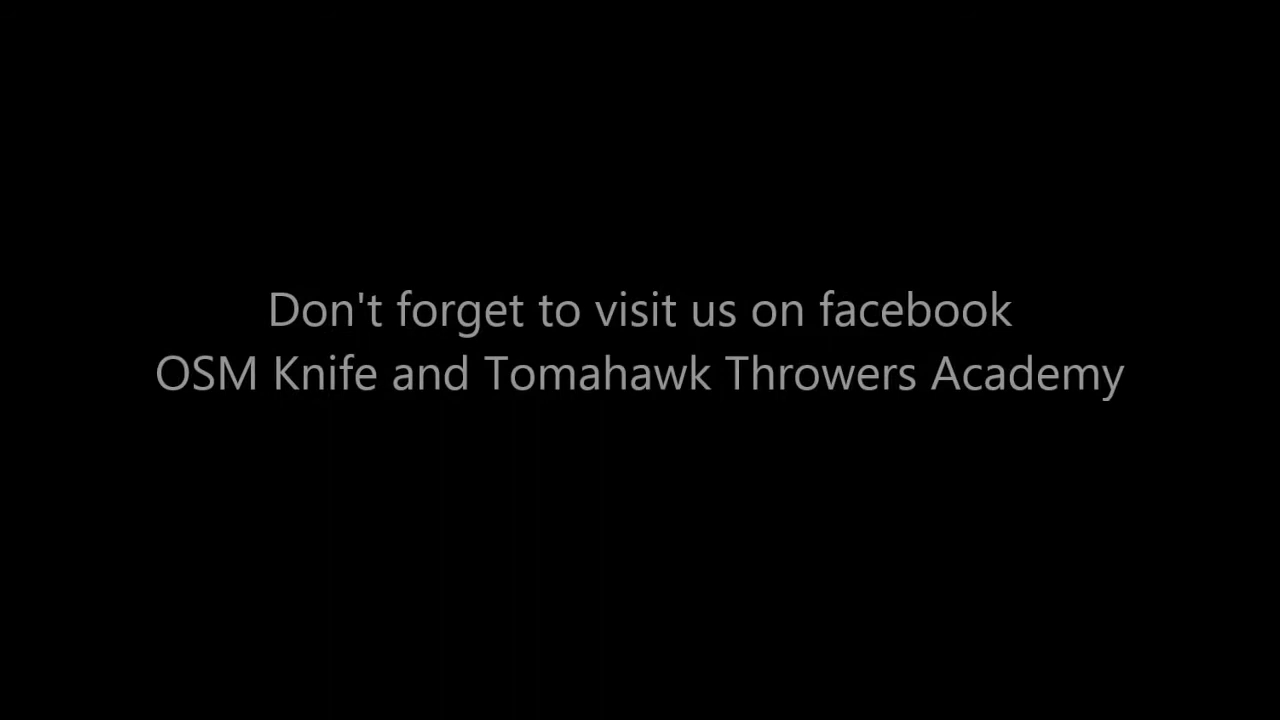 Don't forget to visit us on facebook
OSM Knife and Tomahawk Throwers Academy